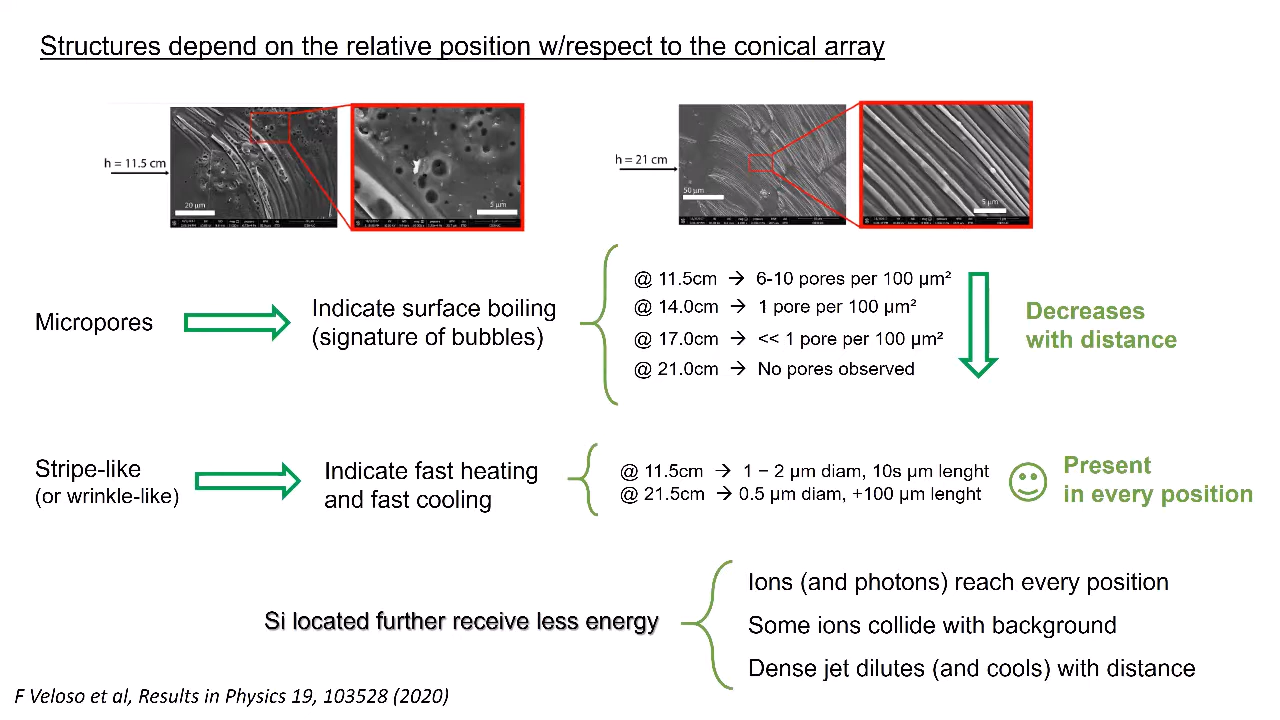 Structures depend on the relative position w/respect to the conical array
h = 11.5 cm
20 µm
5 µm
h = 21 cm
50 µm
5 µm
Micropores
Indicate surface boiling
(signature of bubbles)
@ 11.5cm → 6-10 pores per 100 µm²
@ 14.0cm → 1 pore per 100 µm²
@ 17.0cm → << 1 pore per 100 µm²
@ 21.0cm → No pores observed
Decreases
with distance
Stripe-like
(or wrinkle-like)
Indicate fast heating
and fast cooling
@ 11.5cm → 1 − 2 µm diam, 10s µm lenght
@ 21.5cm → 0.5 µm diam, +100 µm lenght
Present
in every position
Si located further receive less energy
Ions (and photons) reach every position
Some ions collide with background
Dense jet dilutes (and cools) with distance
F Veloso et al, Results in Physics 19, 103528 (2020)